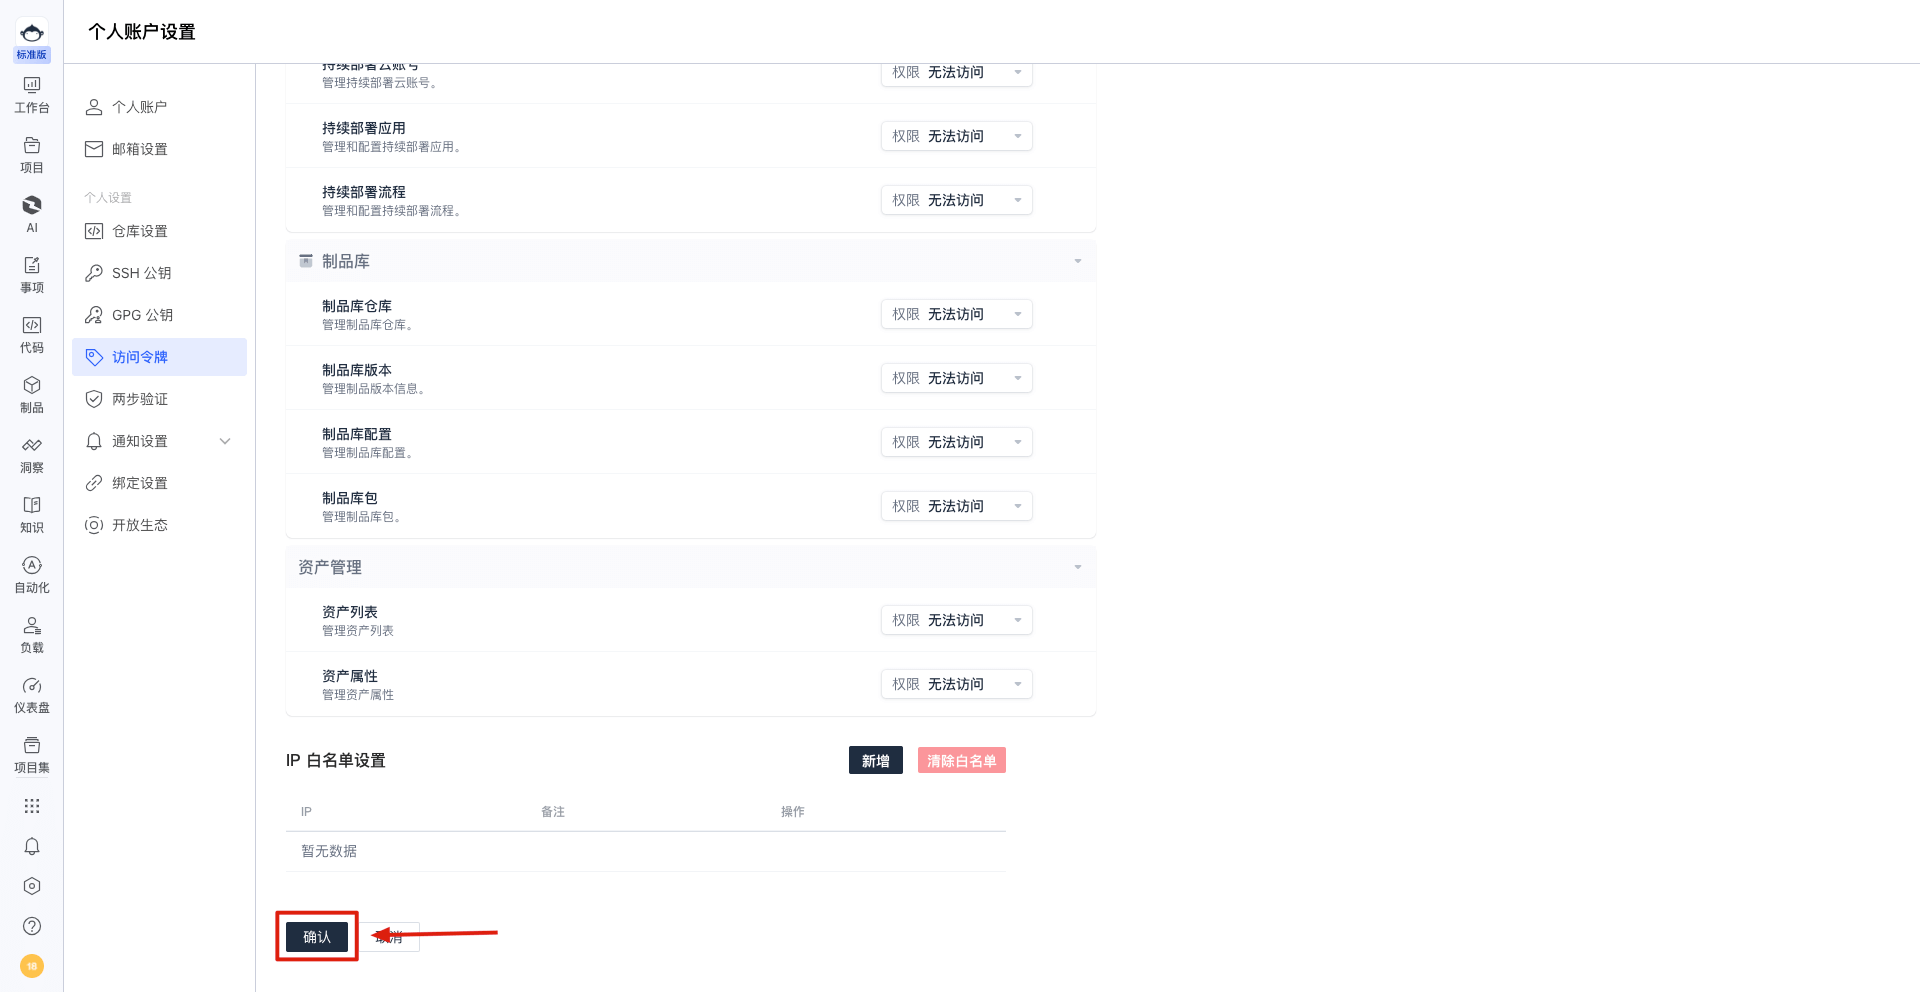 标准版
工作台
项目
AI
事项
代码
制品
洞察
知识
自动化
负载
仪表盘
项目集
18
个人账户设置
个人账户
邮箱设置
个人设置
仓库设置
SSH 公钥
GPG 公钥
访问令牌
两步验证
通知设置
绑定设置
开放生态
持续部署云账号
管理持续部署云账号。
权限 无法访问
持续部署应用
管理和配置持续部署应用。
权限 无法访问
持续部署流程
管理和配置持续部署流程。
权限 无法访问
制品库
制品库仓库
管理制品库仓库。
权限 无法访问
制品库版本
管理制品版本信息。
权限 无法访问
制品库配置
管理制品库配置。
权限 无法访问
制品库包
管理制品库包。
权限 无法访问
资产管理
资产列表
管理资产列表
权限 无法访问
资产属性
管理资产属性
权限 无法访问
IP 白名单设置 新增 清除白名单
IP 备注 操作
暂无数据
确认 取消